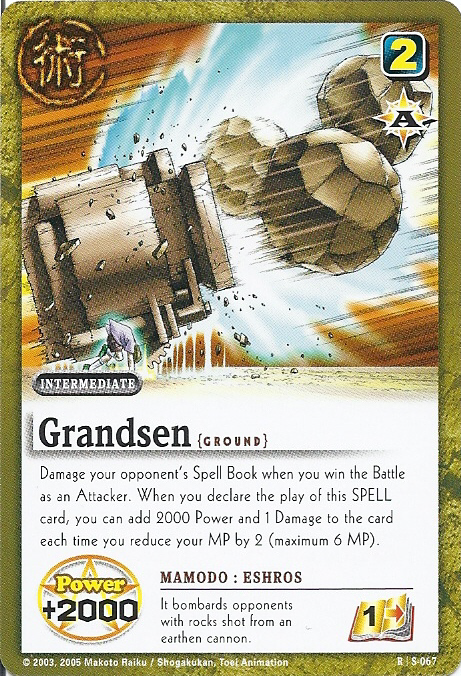 術
2
A
INTERMEDIATE
Grandsen {GROUND}
Damage your opponent's Spell Book when you win the Battle
as an Attacker. When you declare the play of this SPELL
card, you can add 2000 Power and 1 Damage to the card
each time you reduce your MP by 2 (maximum 6 MP).
Power
+2000
MAMODO : ESHROS
It bombards opponents
with rocks shot from an
earthen cannon.
1
© 2003, 2005 Makoto Raiku / Shogakukan, Toei Animation
R | S-067